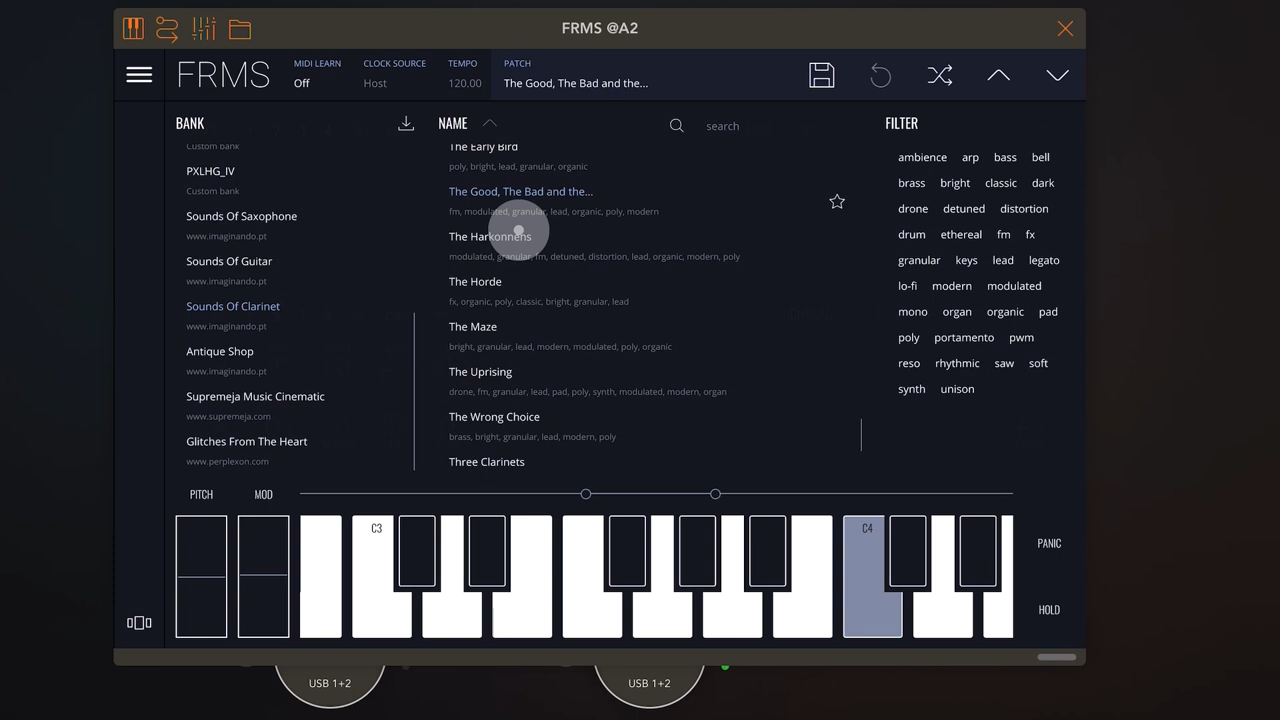 FRMS @A2
FRMS
MIDI LEARN
Off
CLOCK SOURCE
Host
TEMPO
120.00
PATCH
The Good, The Bad and the...
BANK
Custom bank
PXLHG_IV
Custom bank
Sounds Of Saxophone
www.imaginando.pt
Sounds Of Guitar
www.imaginando.pt
Sounds Of Clarinet
www.imaginando.pt
Antique Shop
www.imaginando.pt
Supremeja Music Cinematic
www.supremeja.com
Glitches From The Heart
www.perplexon.com
NAME
search
The Early Bird
poly, bright, lead, granular, organic
The Good, The Bad and the...
fm, modulated, granular, lead, organic, poly, modern
The Harkonnens
modulated, granular, fm, detuned, distortion, lead, organic, modern, poly
The Horde
fx, organic, poly, classic, bright, granular, lead
The Maze
bright, granular, lead, modern, modulated, poly, organic
The Uprising
drone, fm, granular, lead, pad, poly, synth, modulated, modern, organ
The Wrong Choice
brass, bright, granular, lead, modern, poly
Three Clarinets
FILTER
ambience arp bass bell
brass bright classic dark
drone detuned distortion
drum ethereal fm fx
granular keys lead legato
lo-fi modern modulated
mono organ organic pad
poly portamento pwm
reso rhythmic saw soft
synth unison
PITCH
MOD
C3
C4
PANIC
HOLD
USB 1+2
USB 1+2